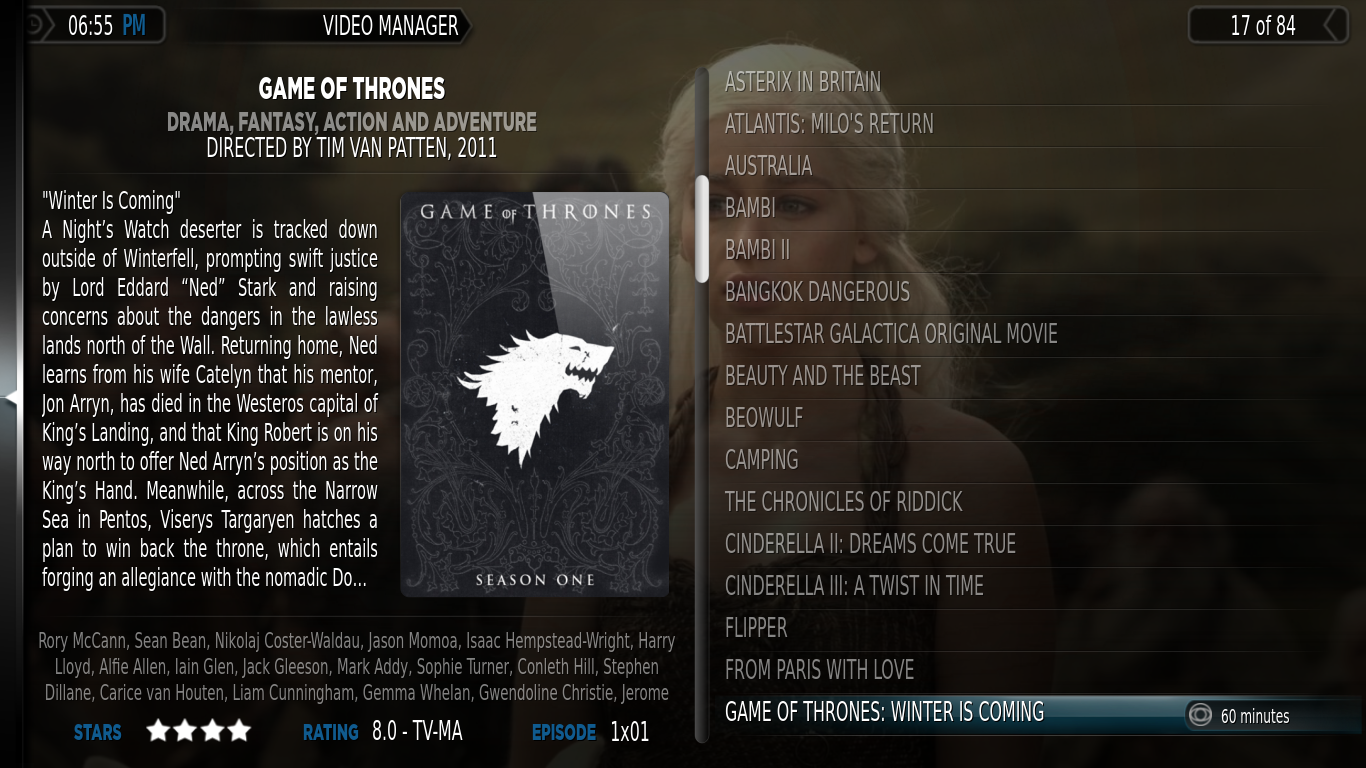 06:55 PM
VIDEO MANAGER
17 of 84
GAME OF THRONES
DRAMA, FANTASY, ACTION AND ADVENTURE
DIRECTED BY TIM VAN PATTEN, 2011
"Winter Is Coming"
A Night's Watch deserter is tracked down
outside of Winterfell, prompting swift justice
by Lord Eddard “Ned” Stark and raising
concerns about the dangers in the lawless
lands north of the Wall. Returning home, Ned
learns from his wife Catelyn that his mentor,
Jon Arryn, has died in the Westeros capital of
King’s Landing, and that King Robert is on his
way north to offer Ned Arryn’s position as the
King’s Hand. Meanwhile, across the Narrow
Sea in Pentos, Viserys Targaryen hatches a
plan to win back the throne, which entails
forging an allegiance with the nomadic Do...
GAME OF THRONES
SEASON ONE
Rory McCann, Sean Bean, Nikolaj Coster-Waldau, Jason Momoa, Isaac Hempstead-Wright, Harry
Lloyd, Alfie Allen, Iain Glen, Jack Gleeson, Mark Addy, Sophie Turner, Conleth Hill, Stephen
Dillane, Carice van Houten, Liam Cunningham, Gemma Whelan, Gwendoline Christie, Jerome
STARS
RATING 8.0 - TV-MA
EPISODE 1x01
ASTERIX IN BRITAIN
ATLANTIS: MILO'S RETURN
AUSTRALIA
BAMBI
BAMBI II
BANGKOK DANGEROUS
BATTLESTAR GALACTICA ORIGINAL MOVIE
BEAUTY AND THE BEAST
BEOWULF
CAMPING
THE CHRONICLES OF RIDDICK
CINDERELLA II: DREAMS COME TRUE
CINDERELLA III: A TWIST IN TIME
FLIPPER
FROM PARIS WITH LOVE
GAME OF THRONES: WINTER IS COMING
60 minutes